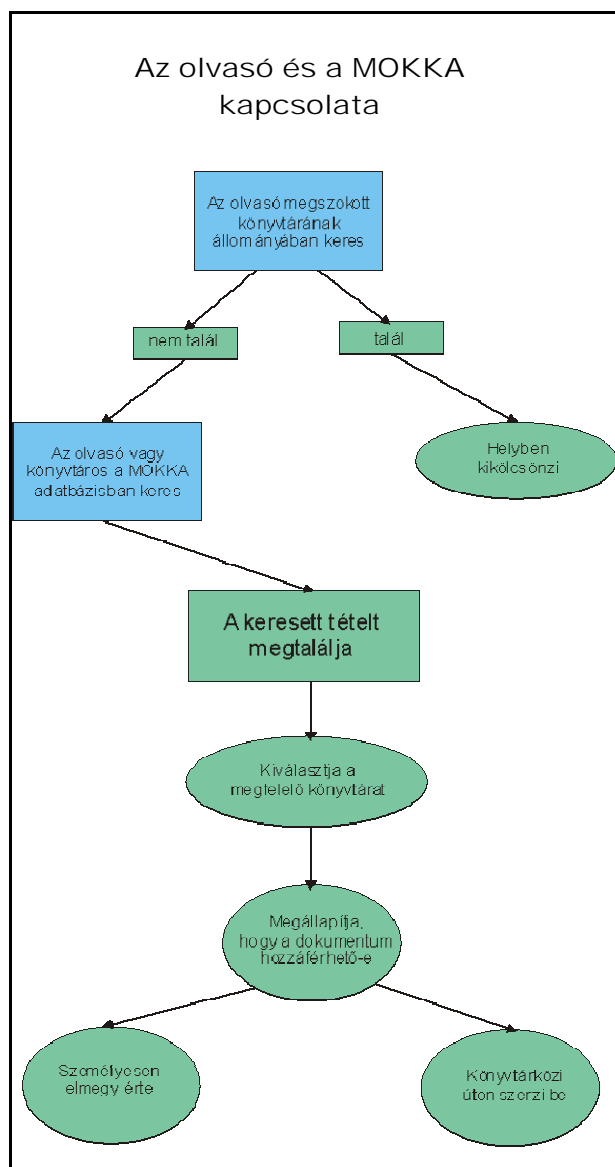 Az olvasó és a MOKKA
kapcsolata
Az olvasó megszokott
könyvtárának
állományában keres
nem talál
talál
Az olvasó vagy
könyvtáros a MOKKA
adatbázisban keres
Helyben
kikölcsönzi
A keresett tételt
megtalálja
Kiválasztja a
megfelelő könyvtárat
Megállapítja,
hogy a dokumentum
hozzáférhető-e
Személyesen
elmegy érte
Könyvtárközi
úton szerzi be